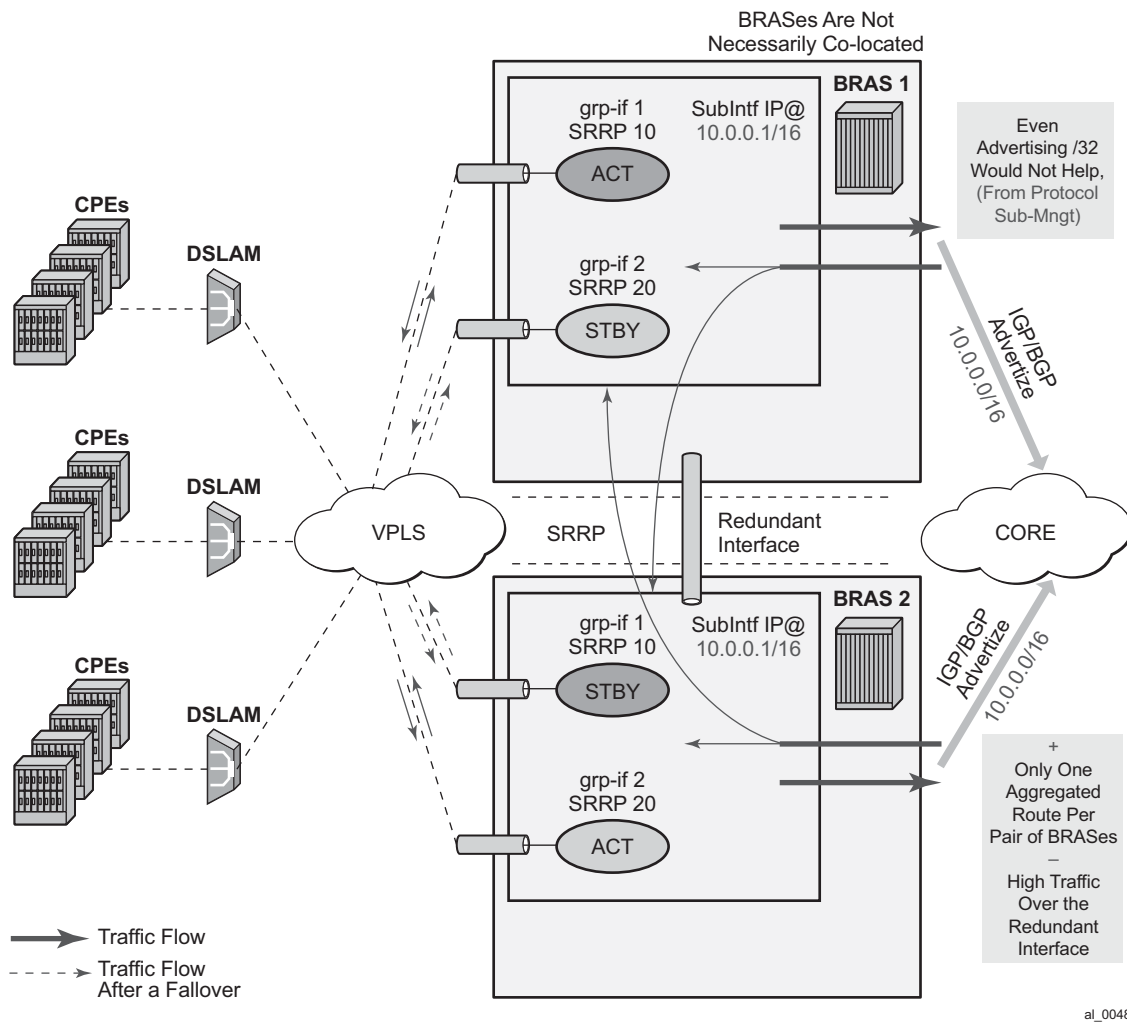 BRASes Are Not
Necessarily Co-located
BRAS 1
grp-if 1
SRRP 10
ACT
SubIntf IP@
10.0.0.1/16
grp-if 2
SRRP 20
STBY
Even
Advertising /32
Would Not Help,
(From Protocol
Sub-Mngt)
CPEs
DSLAM
IGP/BGP
Advertize
10.0.0.0/16
CPEs
DSLAM
VPLS
SRRP
Redundant
Interface
CORE
BRAS 2
grp-if 1
SRRP 10
STBY
SubIntf IP@
10.0.0.1/16
IGP/BGP
Advertize
10.0.0.0/16
CPEs
DSLAM
grp-if 2
SRRP 20
ACT
+
Only One
Aggregated
Route Per
Pair of BRASes
–
High Traffic
Over the
Redundant
Interface
Traffic Flow
Traffic Flow
After a Fallover
al_0048